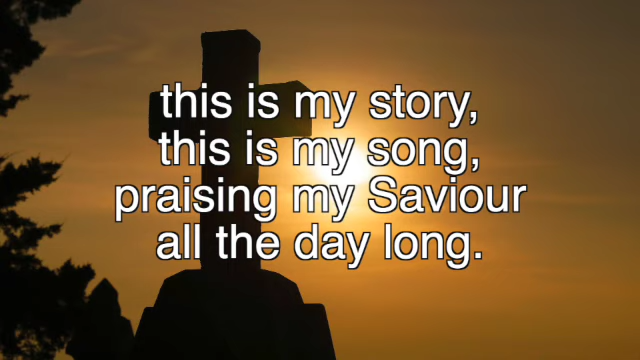 this is my story,
this is my song,
praising my Saviour
all the day long.